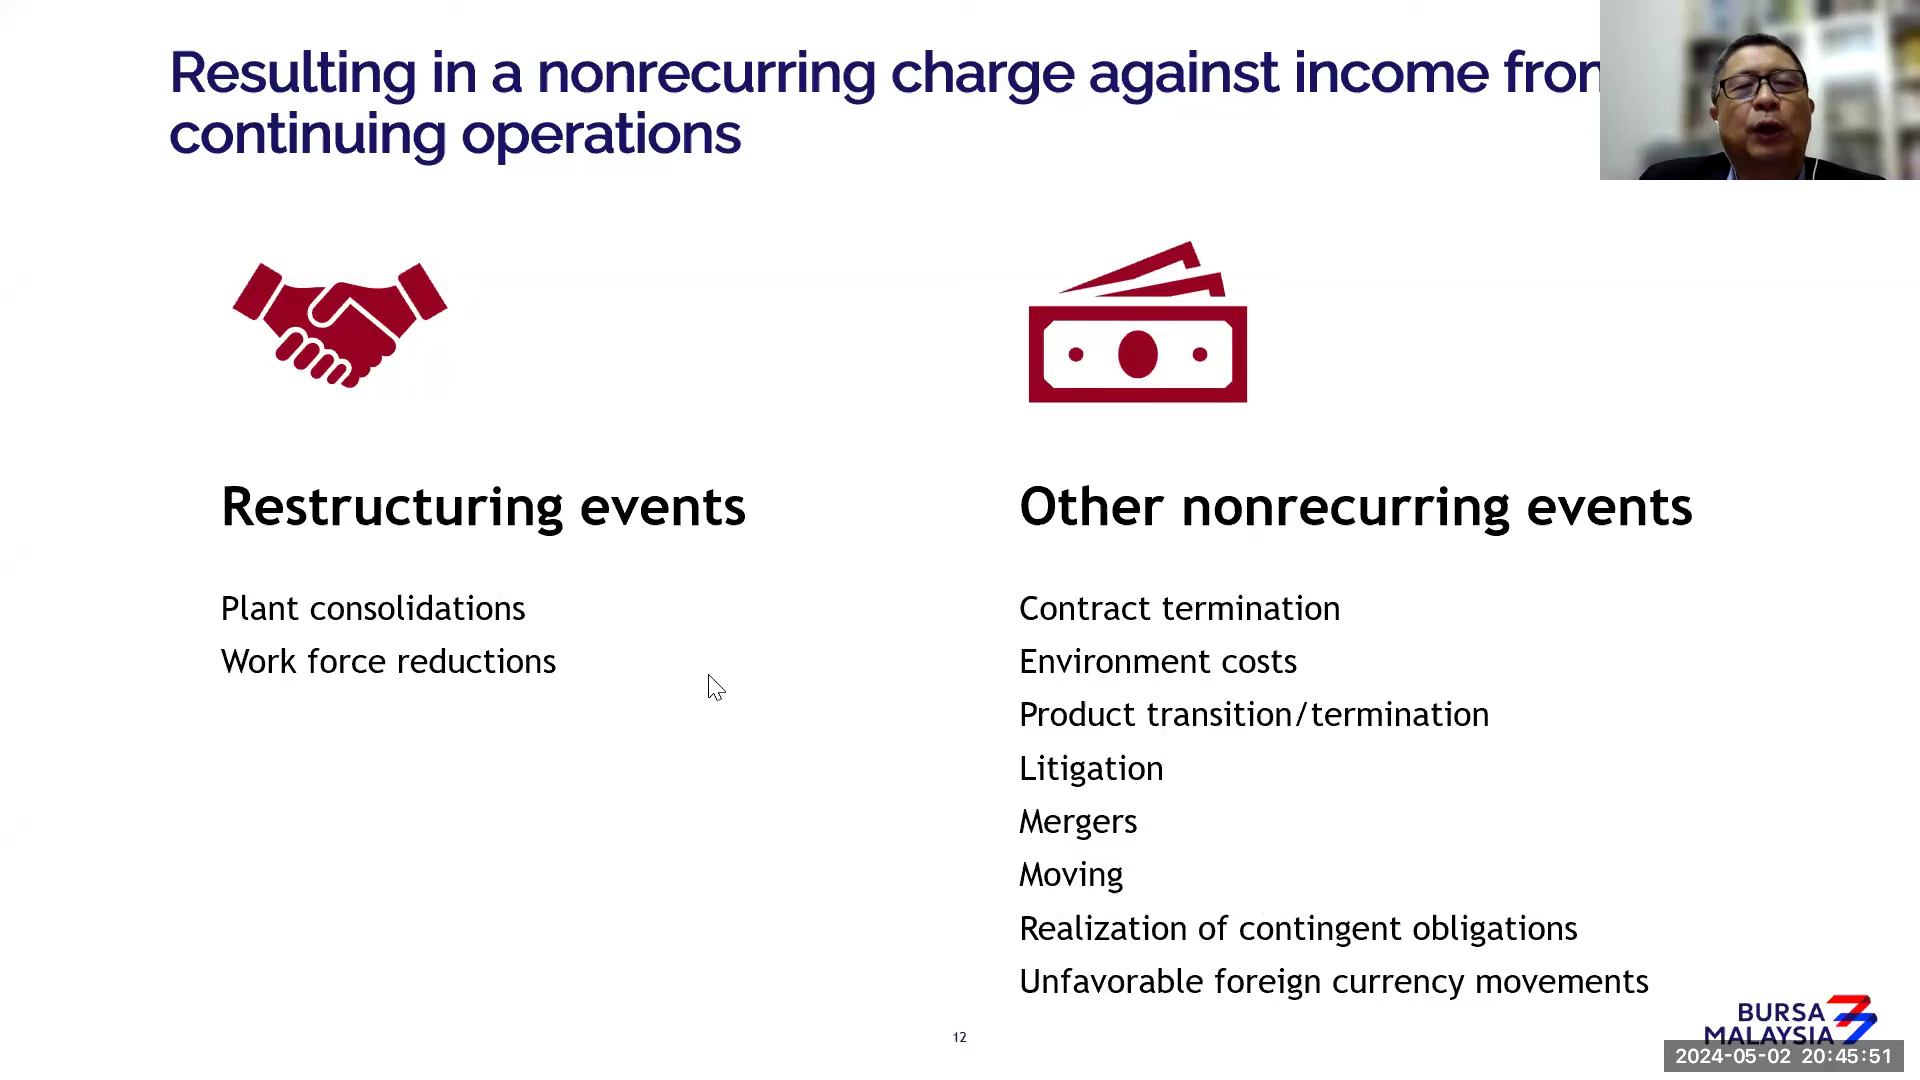 Resulting in a nonrecurring charge against income from
continuing operations
Restructuring events
Plant consolidations
Work force reductions
Other nonrecurring events
Contract termination
Environment costs
Product transition/termination
Litigation
Mergers
Moving
Realization of contingent obligations
Unfavorable foreign currency movements
12
BURSA
MALAYSIA
2024-05-02 20:45:51